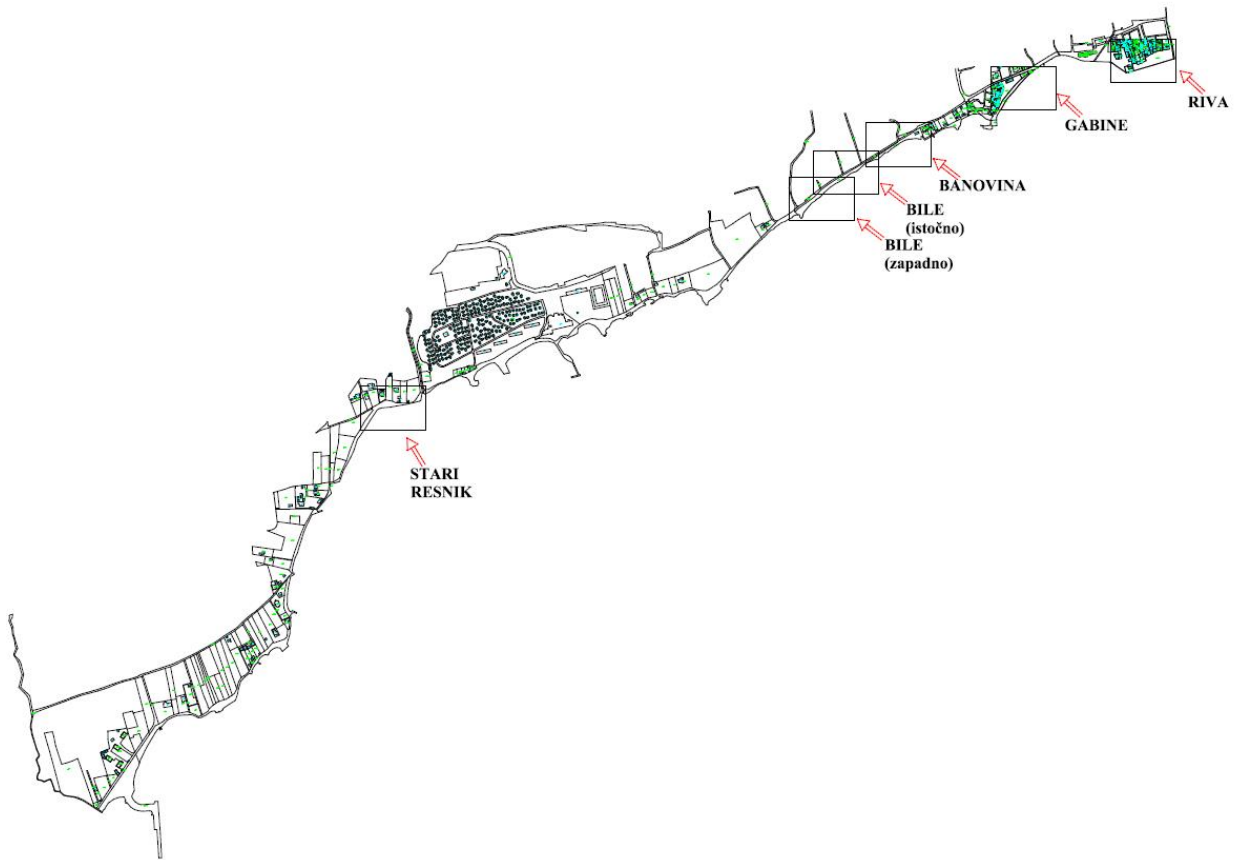 RIVA
GABINE
BANOVINA
BILE
(istočno)
BILE
(zapadno)
STARI
RESNIK